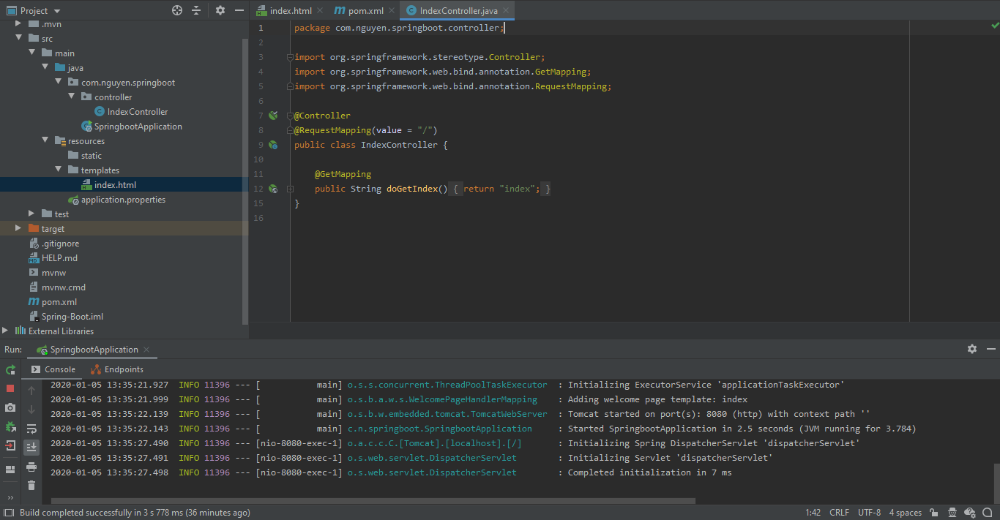 Project
index.html
pom.xml
IndexController.java
.mvn
src
main
java
com.nguyen.springboot
controller
IndexController
SpringbootApplication
resources
static
templates
index.html
application.properties
test
target
.gitignore
HELP.md
mvnw
mvnw.cmd
pom.xml
Spring-Boot.iml
External Libraries
1 package com.nguyen.springboot.controller;
2
3 import org.springframework.stereotype.Controller;
4 import org.springframework.web.bind.annotation.GetMapping;
5 import org.springframework.web.bind.annotation.RequestMapping;
6
7 @Controller
8 @RequestMapping(value = "/")
9 public class IndexController {
10
11 @GetMapping
12 public String doGetIndex() { return "index"; }
15 }
16
Run: SpringbootApplication
Console Endpoints
2020-01-05 13:35:21.927 INFO 11396 --- [ main] o.s.s.concurrent.ThreadPoolTaskExecutor : Initializing ExecutorService 'applicationTaskExecutor'
2020-01-05 13:35:21.999 INFO 11396 --- [ main] o.s.b.a.w.s.WelcomePageHandlerMapping : Adding welcome page template: index
2020-01-05 13:35:22.139 INFO 11396 --- [ main] o.s.b.w.embedded.tomcat.TomcatWebServer : Tomcat started on port(s): 8080 (http) with context path ''
2020-01-05 13:35:22.143 INFO 11396 --- [ main] c.n.springboot.SpringbootApplication : Started SpringbootApplication in 2.5 seconds (JVM running for 3.784)
2020-01-05 13:35:27.490 INFO 11396 --- [nio-8080-exec-1] o.a.c.c.C.[Tomcat].[localhost].[/] : Initializing Spring DispatcherServlet 'dispatcherServlet'
2020-01-05 13:35:27.491 INFO 11396 --- [nio-8080-exec-1] o.s.web.servlet.DispatcherServlet : Initializing Servlet 'dispatcherServlet'
2020-01-05 13:35:27.498 INFO 11396 --- [nio-8080-exec-1] o.s.web.servlet.DispatcherServlet : Completed initialization in 7 ms
Build completed successfully in 3 s 778 ms (36 minutes ago) 1:42 CRLF UTF-8 4 spaces